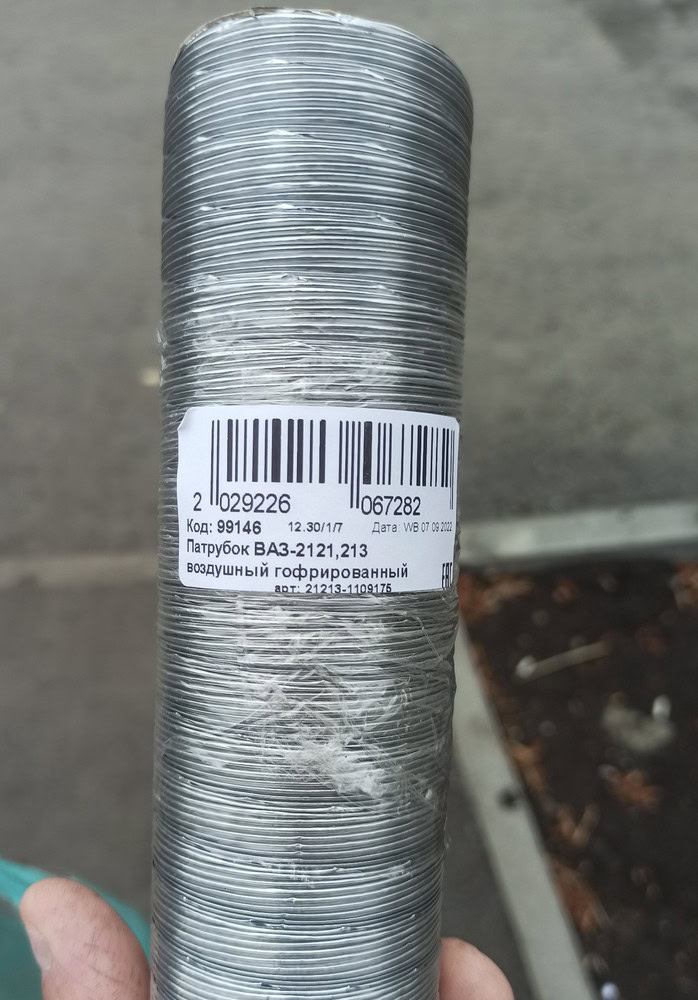 2 029226 067282
Код: 99146 12.30/1/7 Дата: WB 07 09 2022
Патрубок ВАЗ-2121,213
воздушный гофрированный
арт: 21213-1109175
EAC